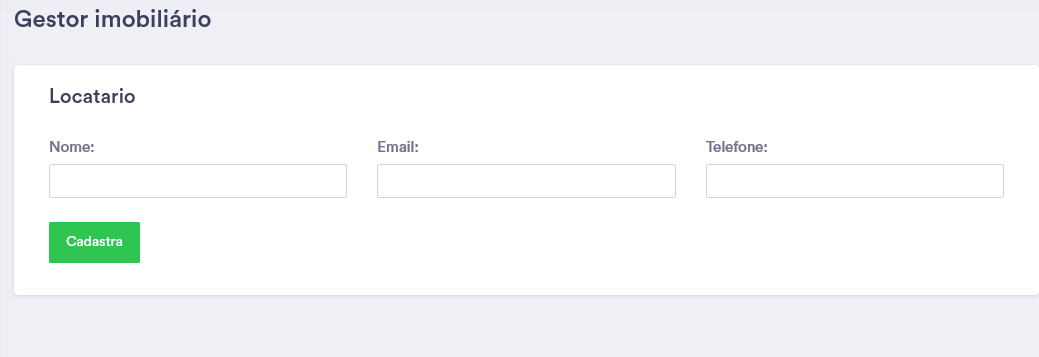 Gestor imobiliário
Locatario
Nome: Email: Telefone:
Cadastra